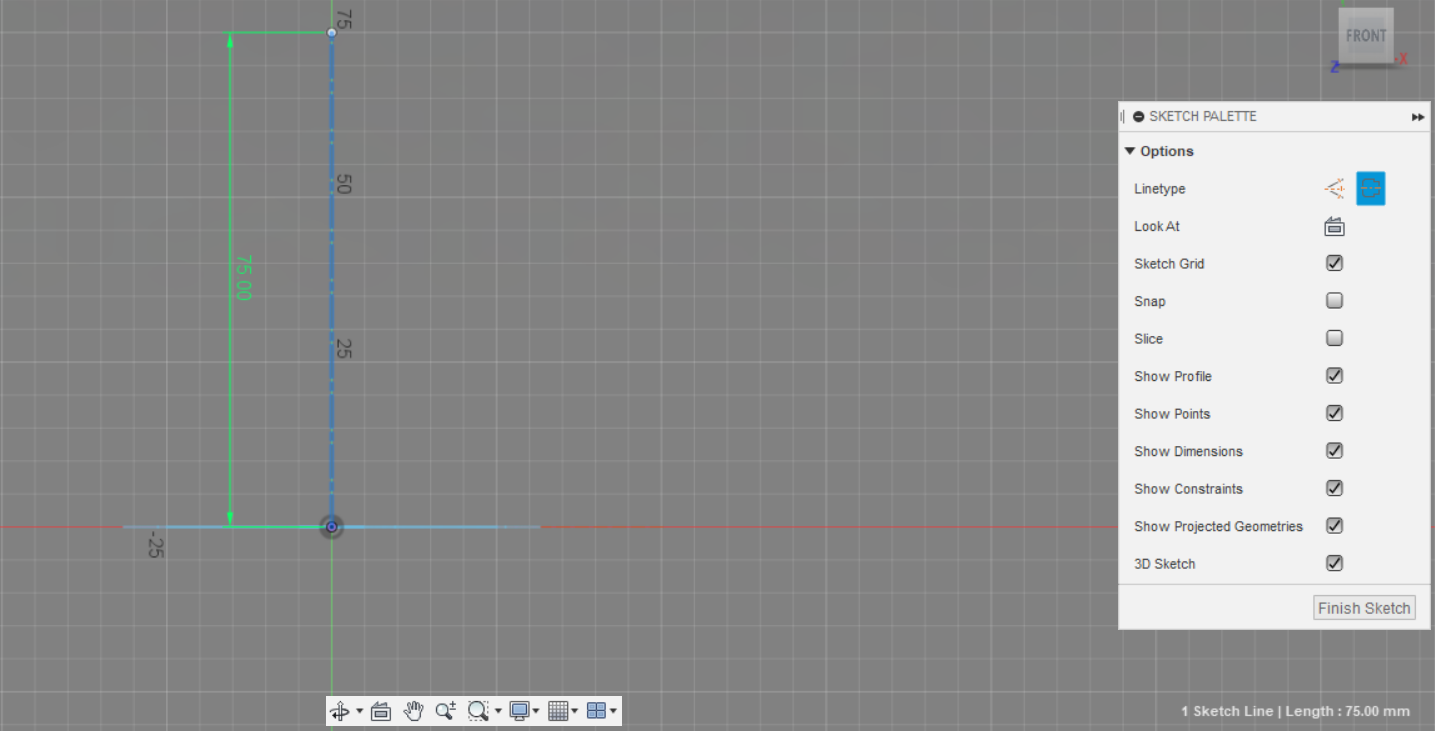 75
FRONT
Z
X
SKETCH PALETTE
Options
Linetype
50
Look At
Sketch Grid
75.00
Snap
25
Slice
Show Profile
Show Points
Show Dimensions
Show Constraints
Show Projected Geometries
-25
3D Sketch
Finish Sketch
1 Sketch Line | Length : 75.00 mm